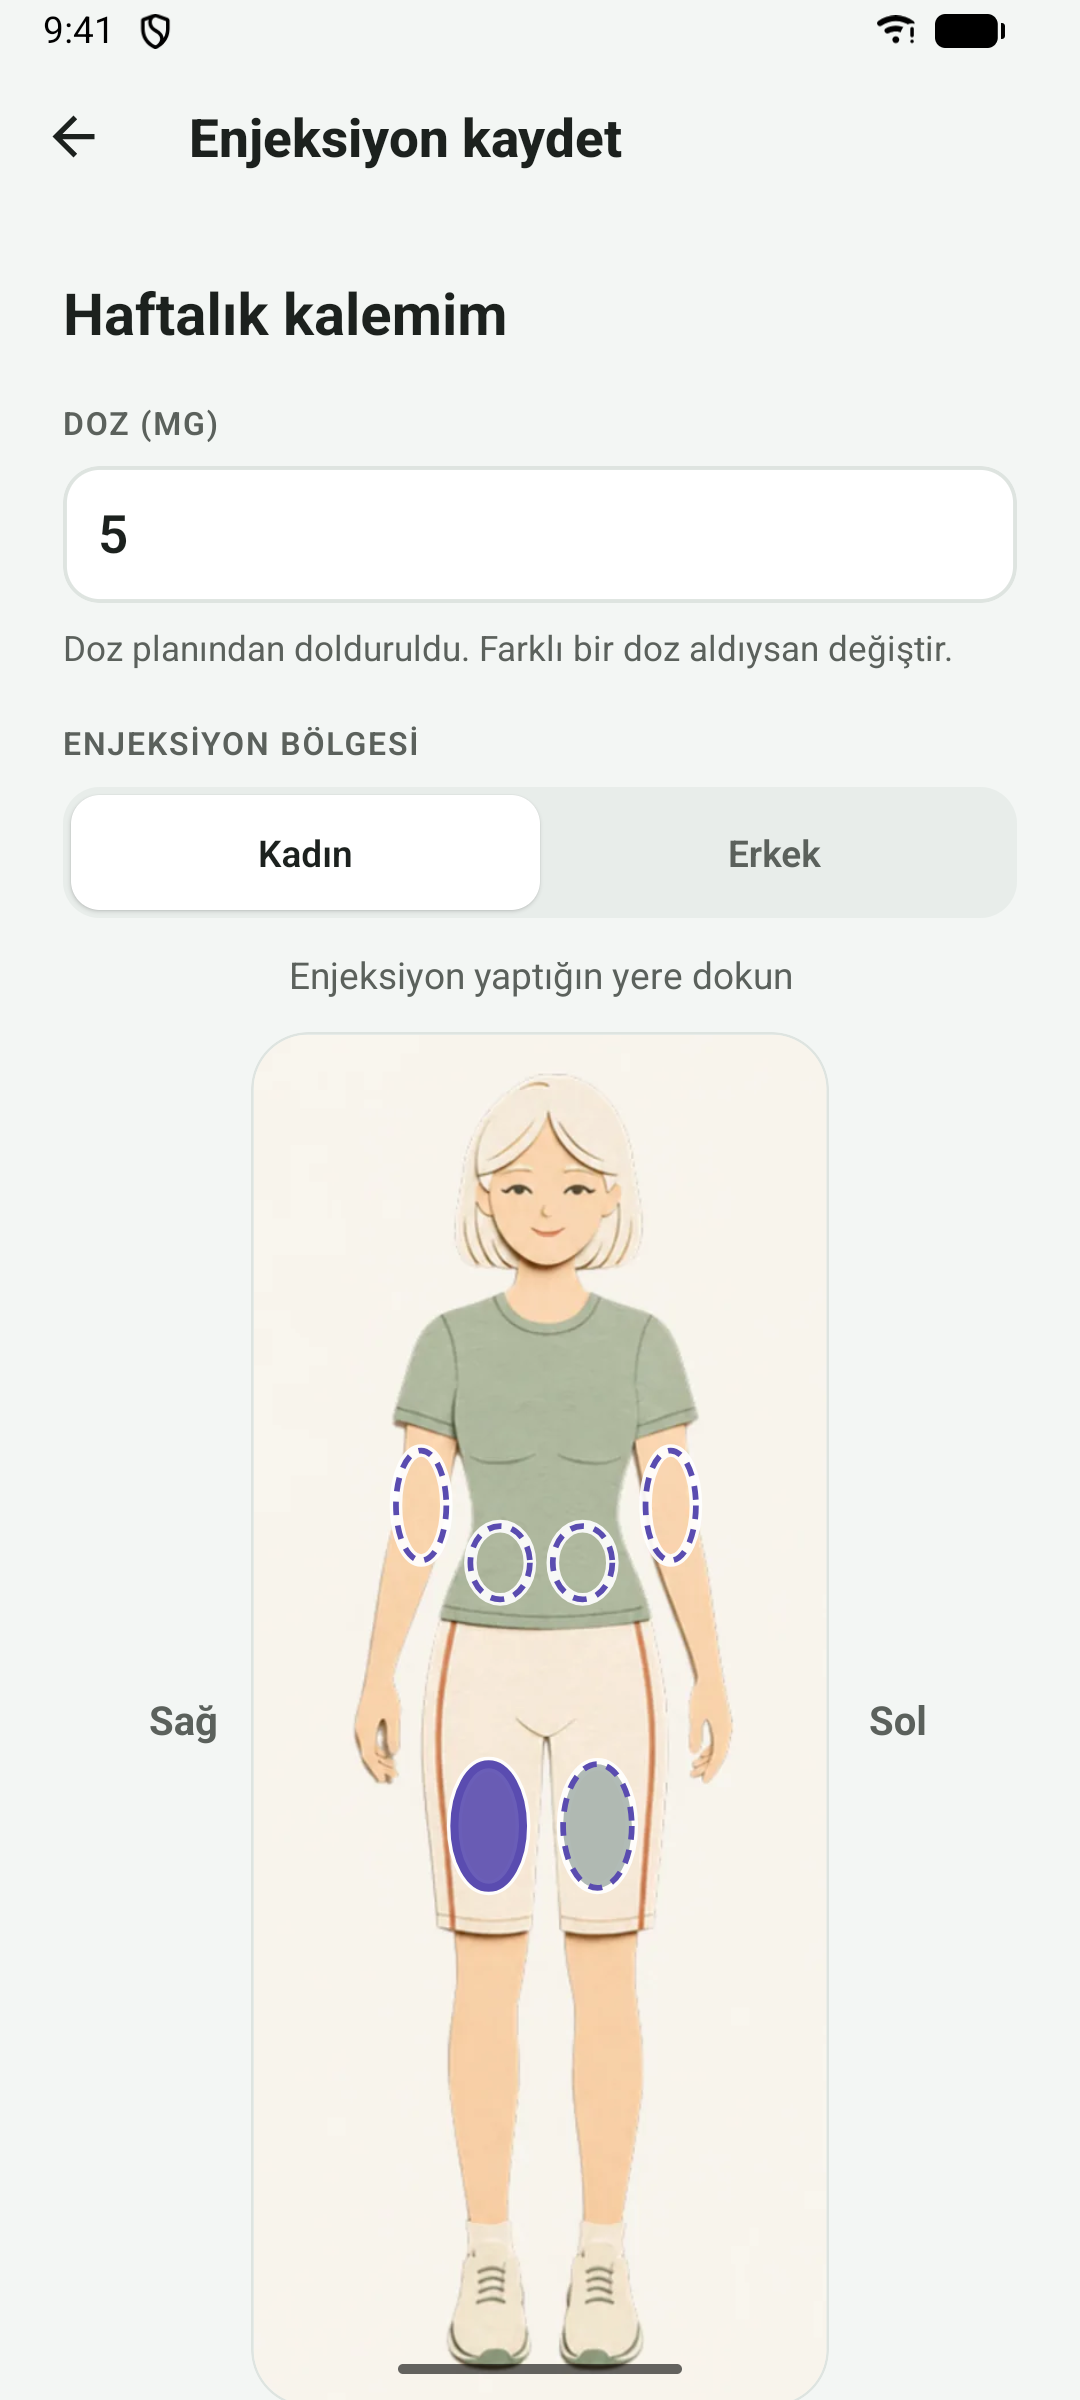 9:41
Enjeksiyon kaydet
Haftalık kalemim
DOZ (MG)
5
Doz planından dolduruldu. Farklı bir doz aldıysan değiştir.
ENJEKSİYON BÖLGESİ
Kadın
Erkek
Enjeksiyon yaptığın yere dokun
Sağ
Sol